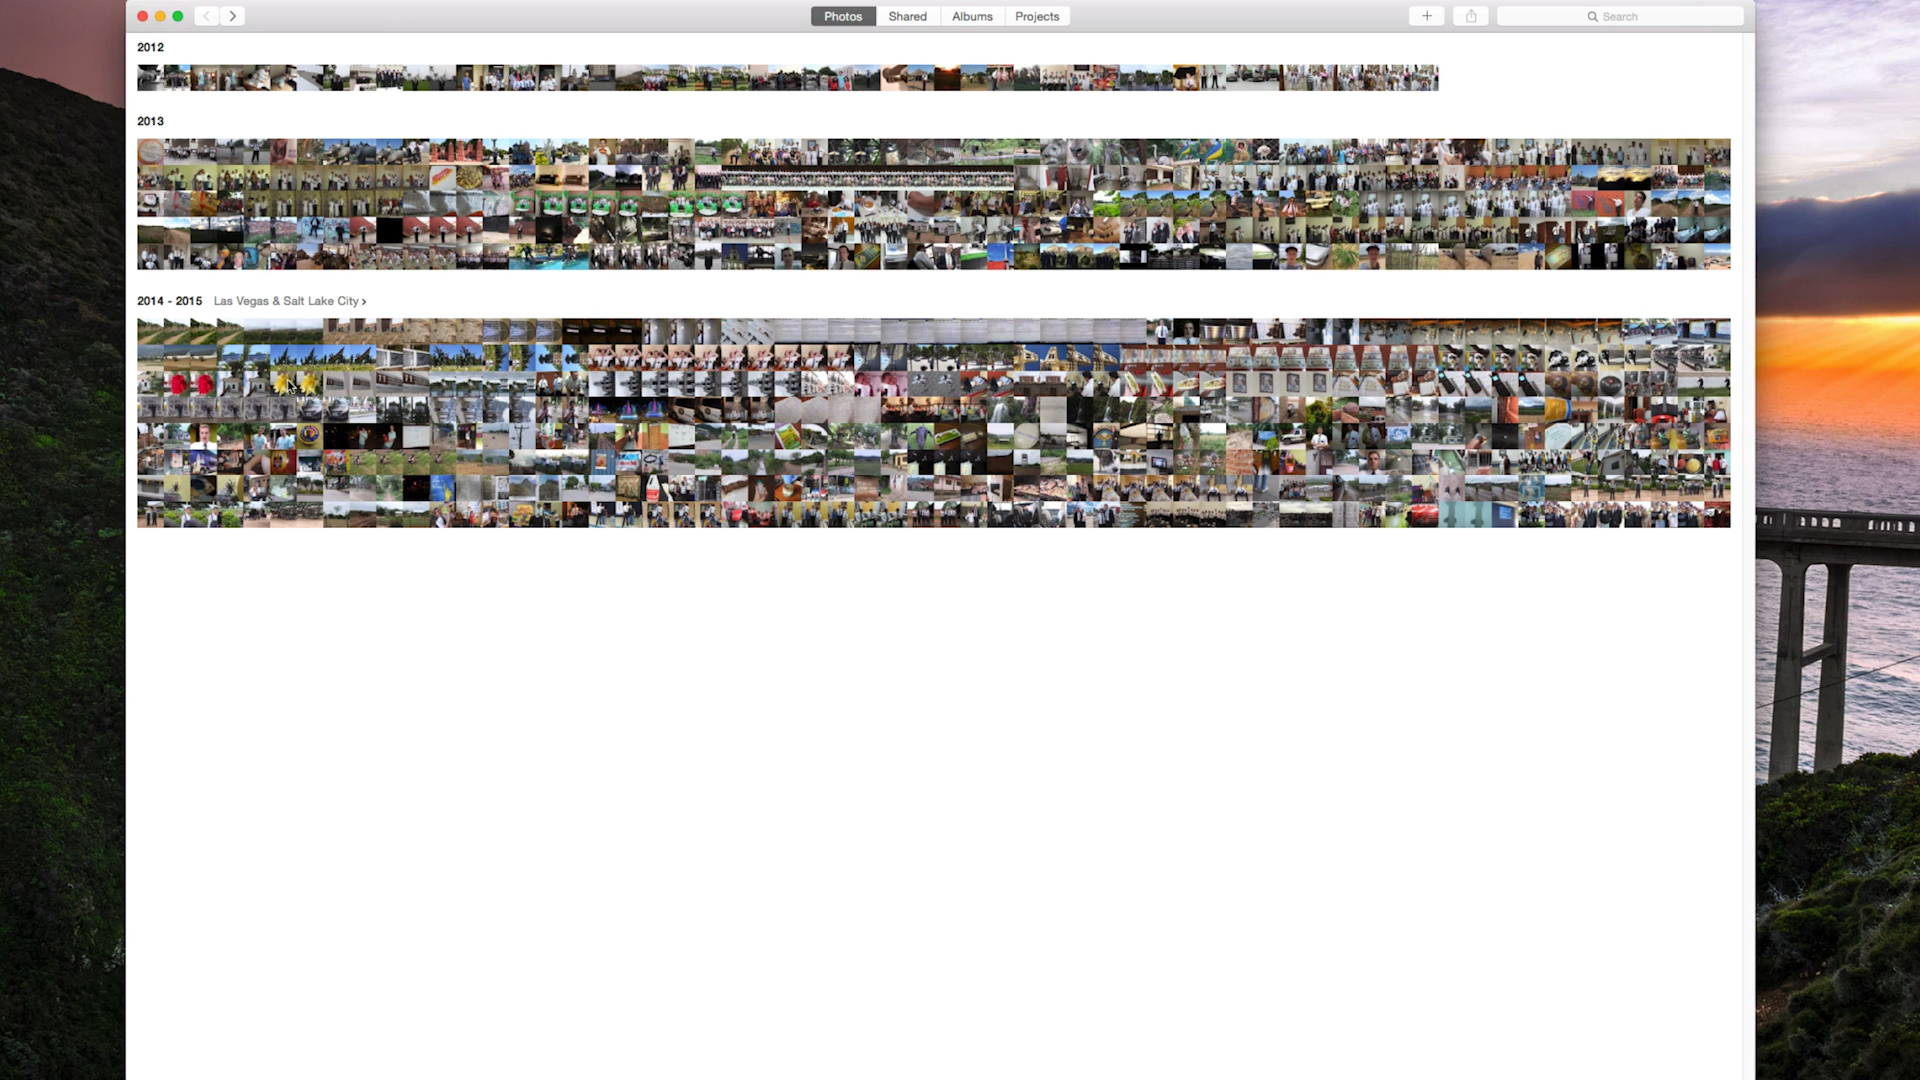 Photos Shared Albums Projects Search
2012
2013
2014 - 2015 Las Vegas & Salt Lake City >